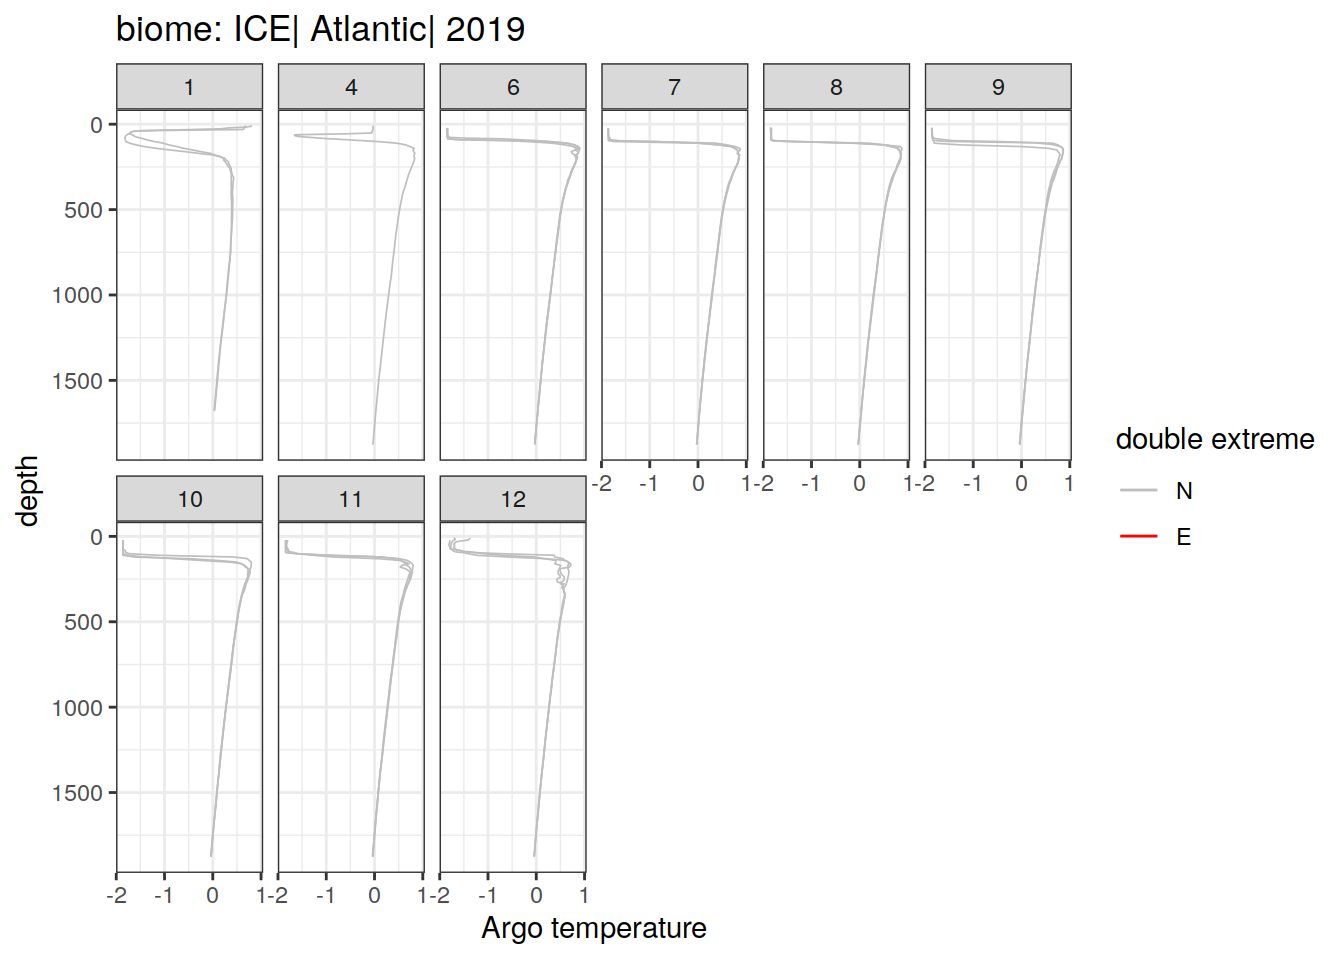 biome: ICE| Atlantic| 2019
1 4 6 7 8 9
0
500
1000
1500
-2 -1 0 1 -2 -1 0 1 -2 -1 0 1
10 11 12
0
500
1000
1500
-2 -1 0 1 -2 -1 0 1 -2 -1 0 1
Argo temperature
depth
double extreme
N
E